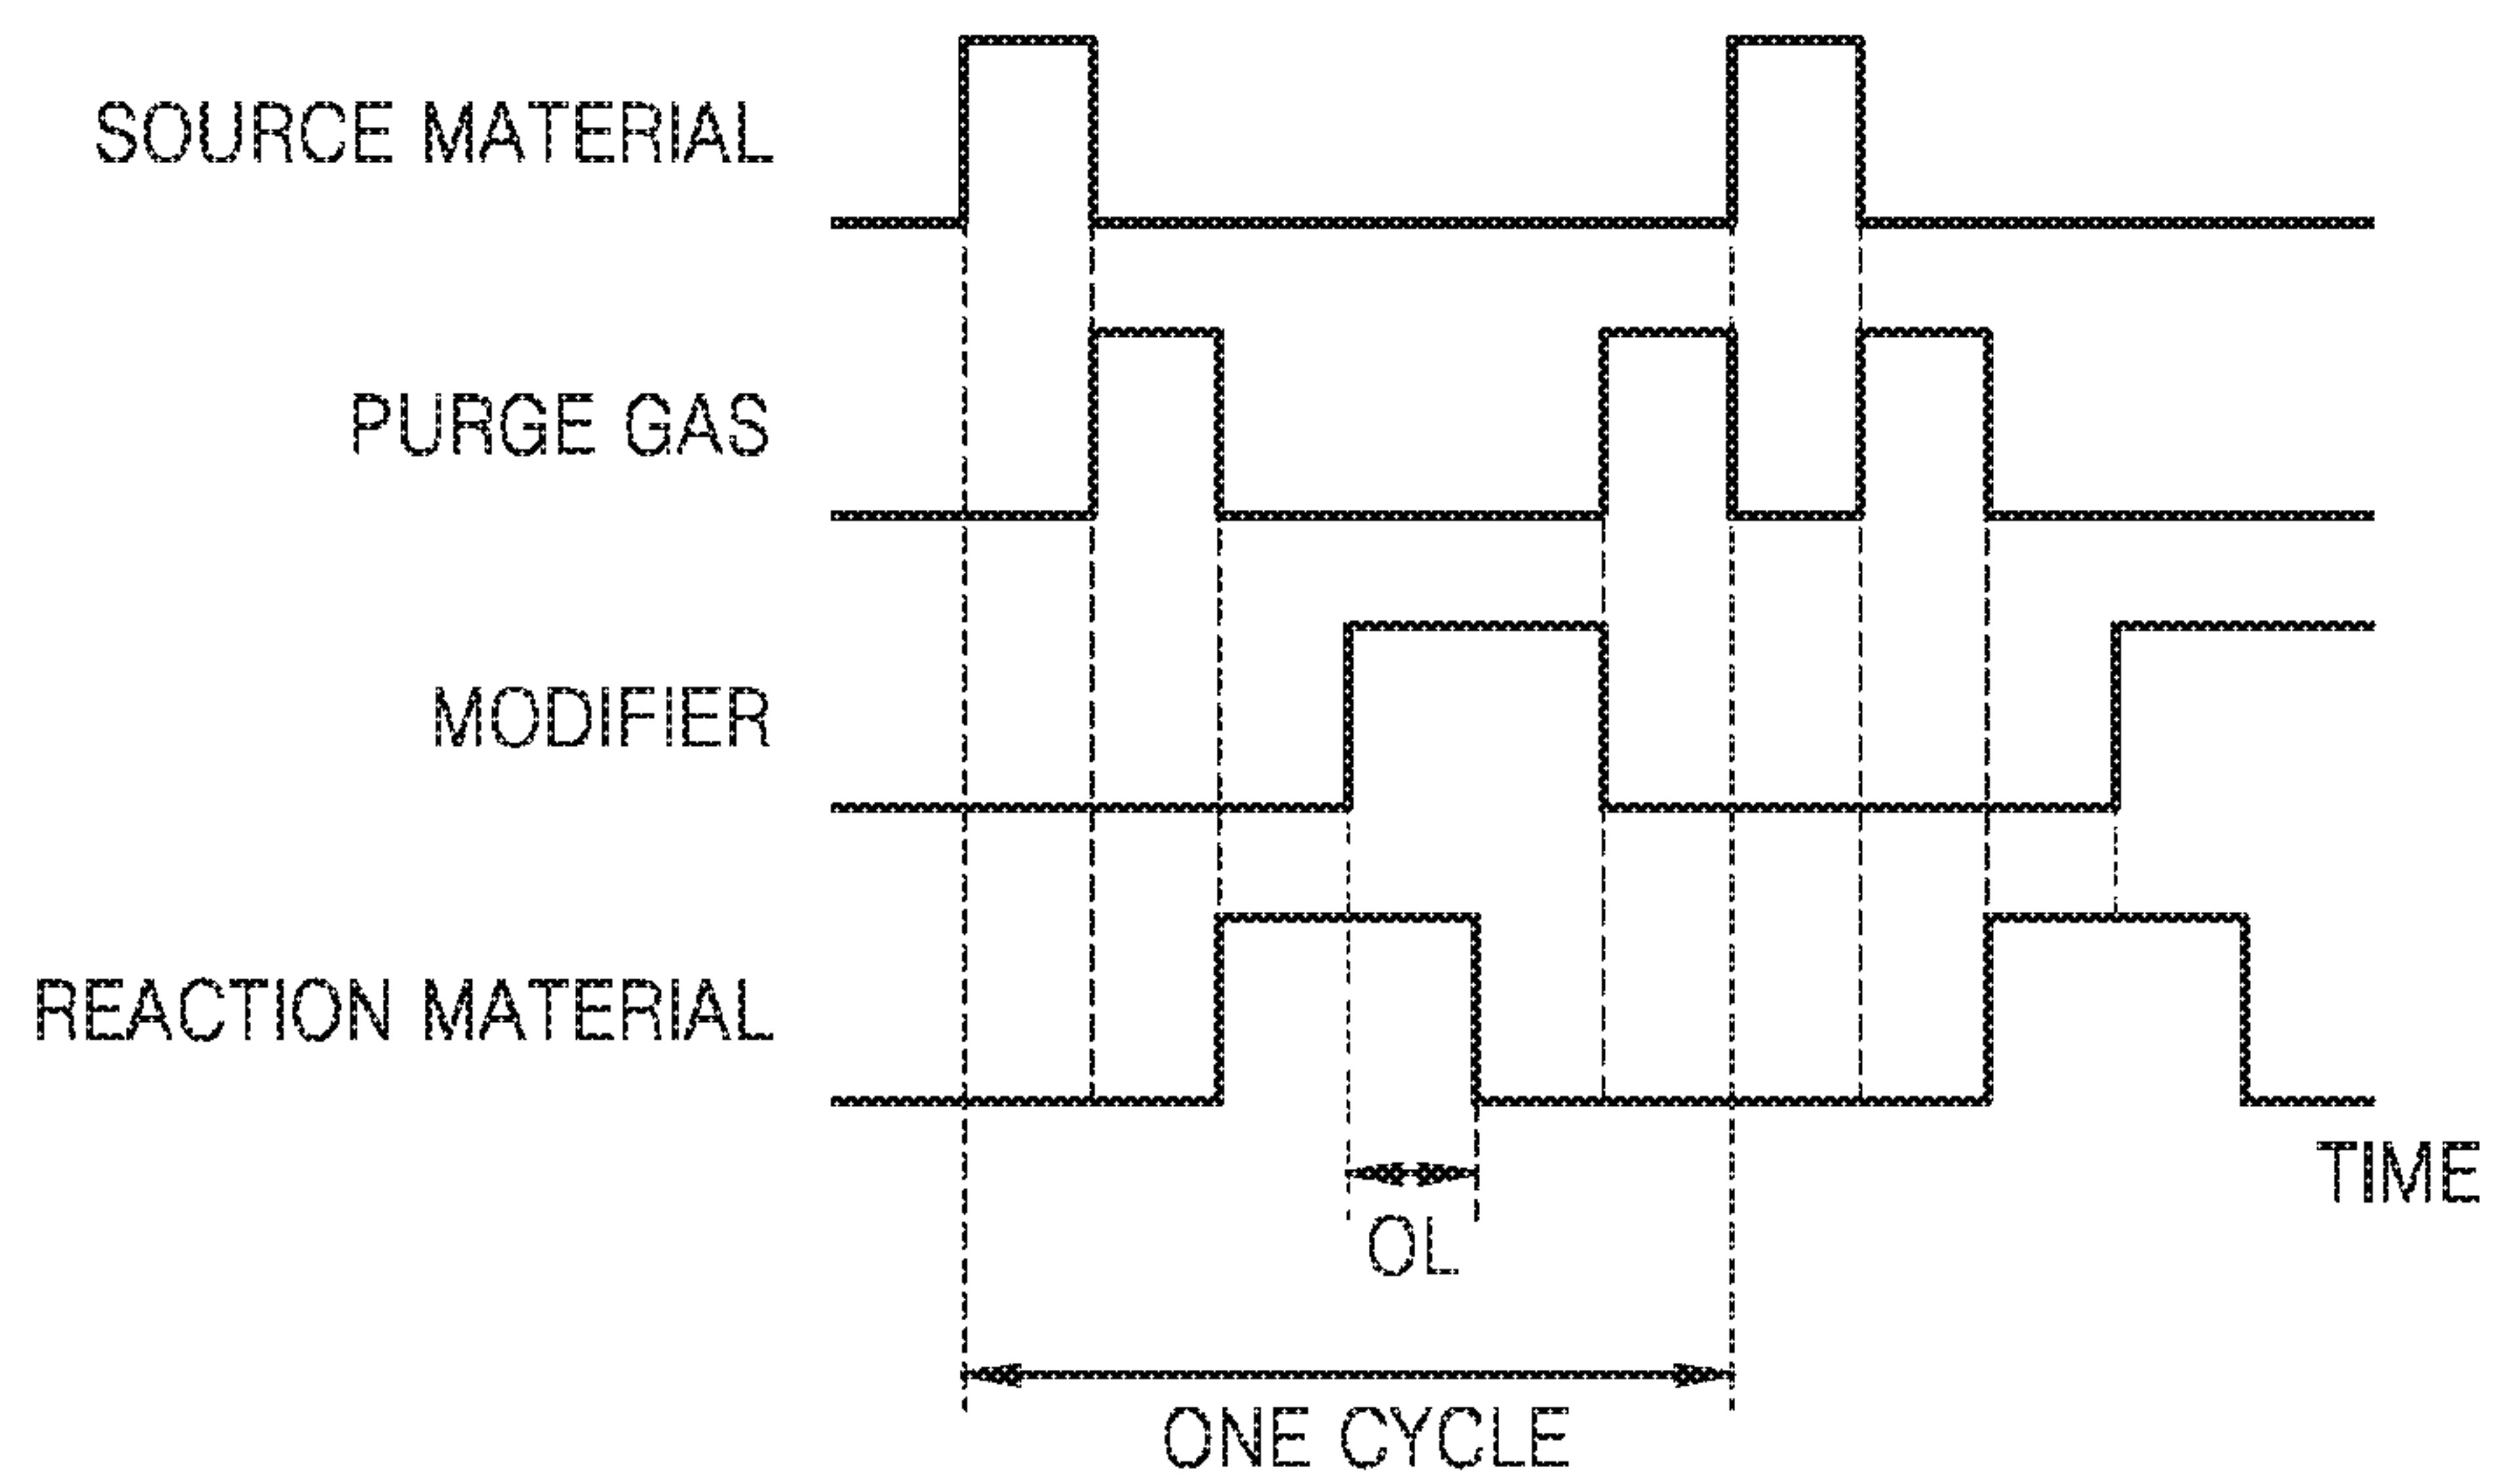 SOURCE MATERIAL
PURGE GAS
MODIFIER
REACTION MATERIAL
TIME
OL
ONE CYCLE